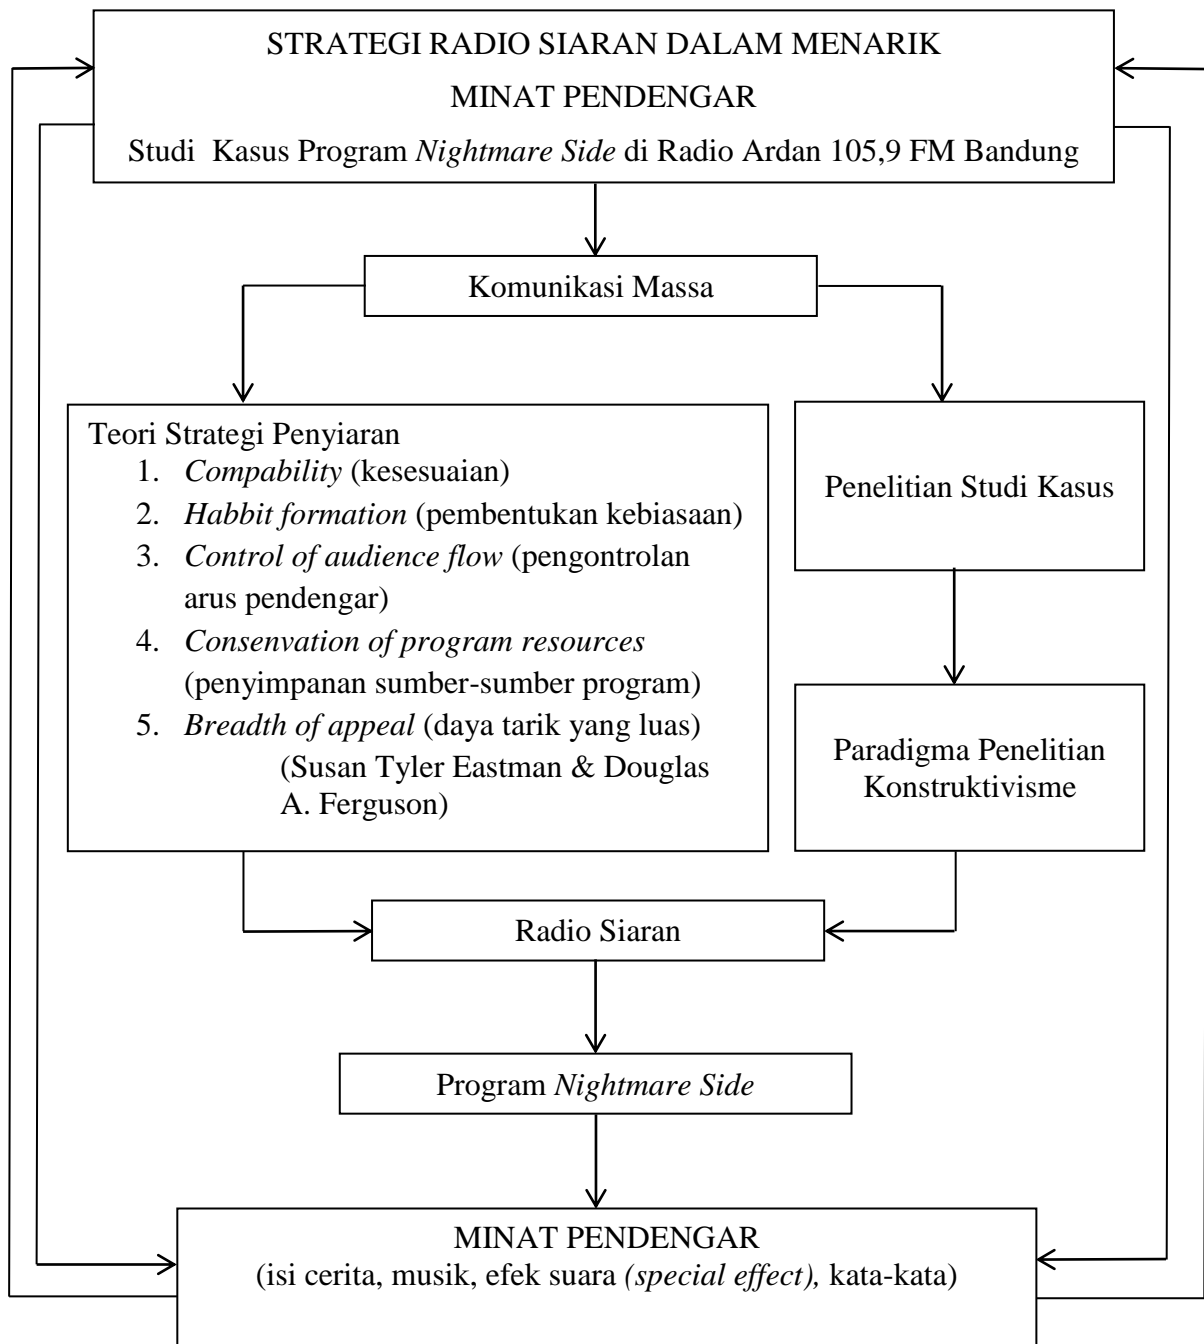 STRATEGI RADIO SIARAN DALAM MENARIK
MINAT PENDENGAR
Studi Kasus Program Nightmare Side di Radio Ardan 105,9 FM Bandung
Komunikasi Massa
Teori Strategi Penyiaran
1. Compability (kesesuaian)
2. Habbit formation (pembentukan kebiasaan)
3. Control of audience flow (pengontrolan
arus pendengar)
4. Consenvation of program resources
(penyimpanan sumber-sumber program)
5. Breadth of appeal (daya tarik yang luas)
(Susan Tyler Eastman & Douglas
A. Ferguson)
Penelitian Studi Kasus
Paradigma Penelitian
Konstruktivisme
Radio Siaran
Program Nightmare Side
MINAT PENDENGAR
(isi cerita, musik, efek suara (special effect), kata-kata)